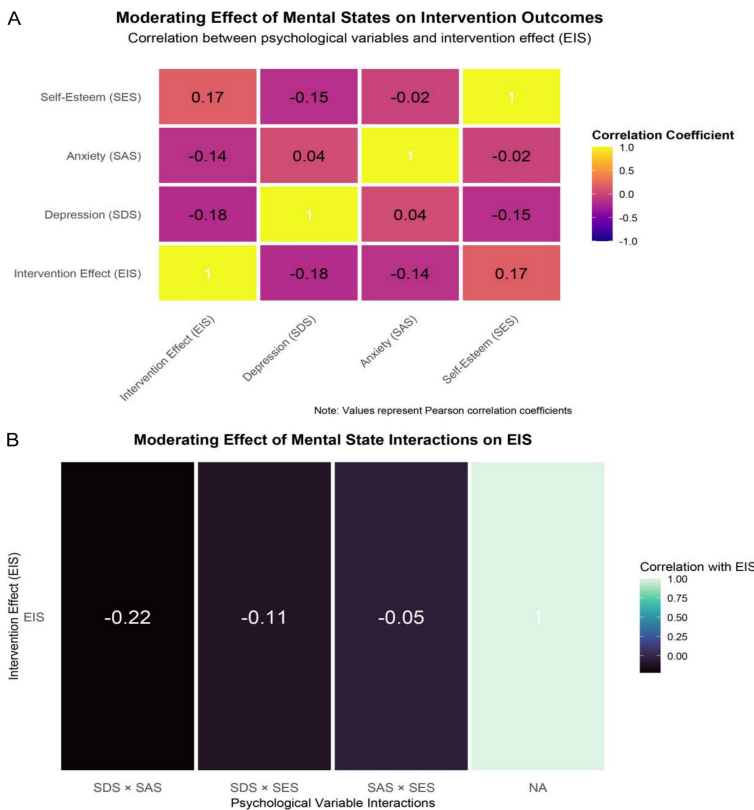 A
Moderating Effect of Mental States on Intervention Outcomes
Correlation between psychological variables and intervention effect (EIS)
Self-Esteem (SES) 0.17 -0.15 -0.02 1
Anxiety (SAS) -0.14 0.04 1 -0.02
Depression (SDS) -0.18 1 0.04 -0.15
Intervention Effect (EIS) 1 -0.18 -0.14 0.17
Intervention Effect (EIS) Depression (SDS) Anxiety (SAS) Self-Esteem (SES)
Correlation Coefficient
1.0
0.5
0.0
-0.5
-1.0
Note: Values represent Pearson correlation coefficients
B
Moderating Effect of Mental State Interactions on EIS
Intervention Effect (EIS)
EIS -0.22 -0.11 -0.05 1
SDS × SAS SDS × SES SAS × SES NA
Psychological Variable Interactions
Correlation with EIS
1.00
0.75
0.50
0.25
0.00